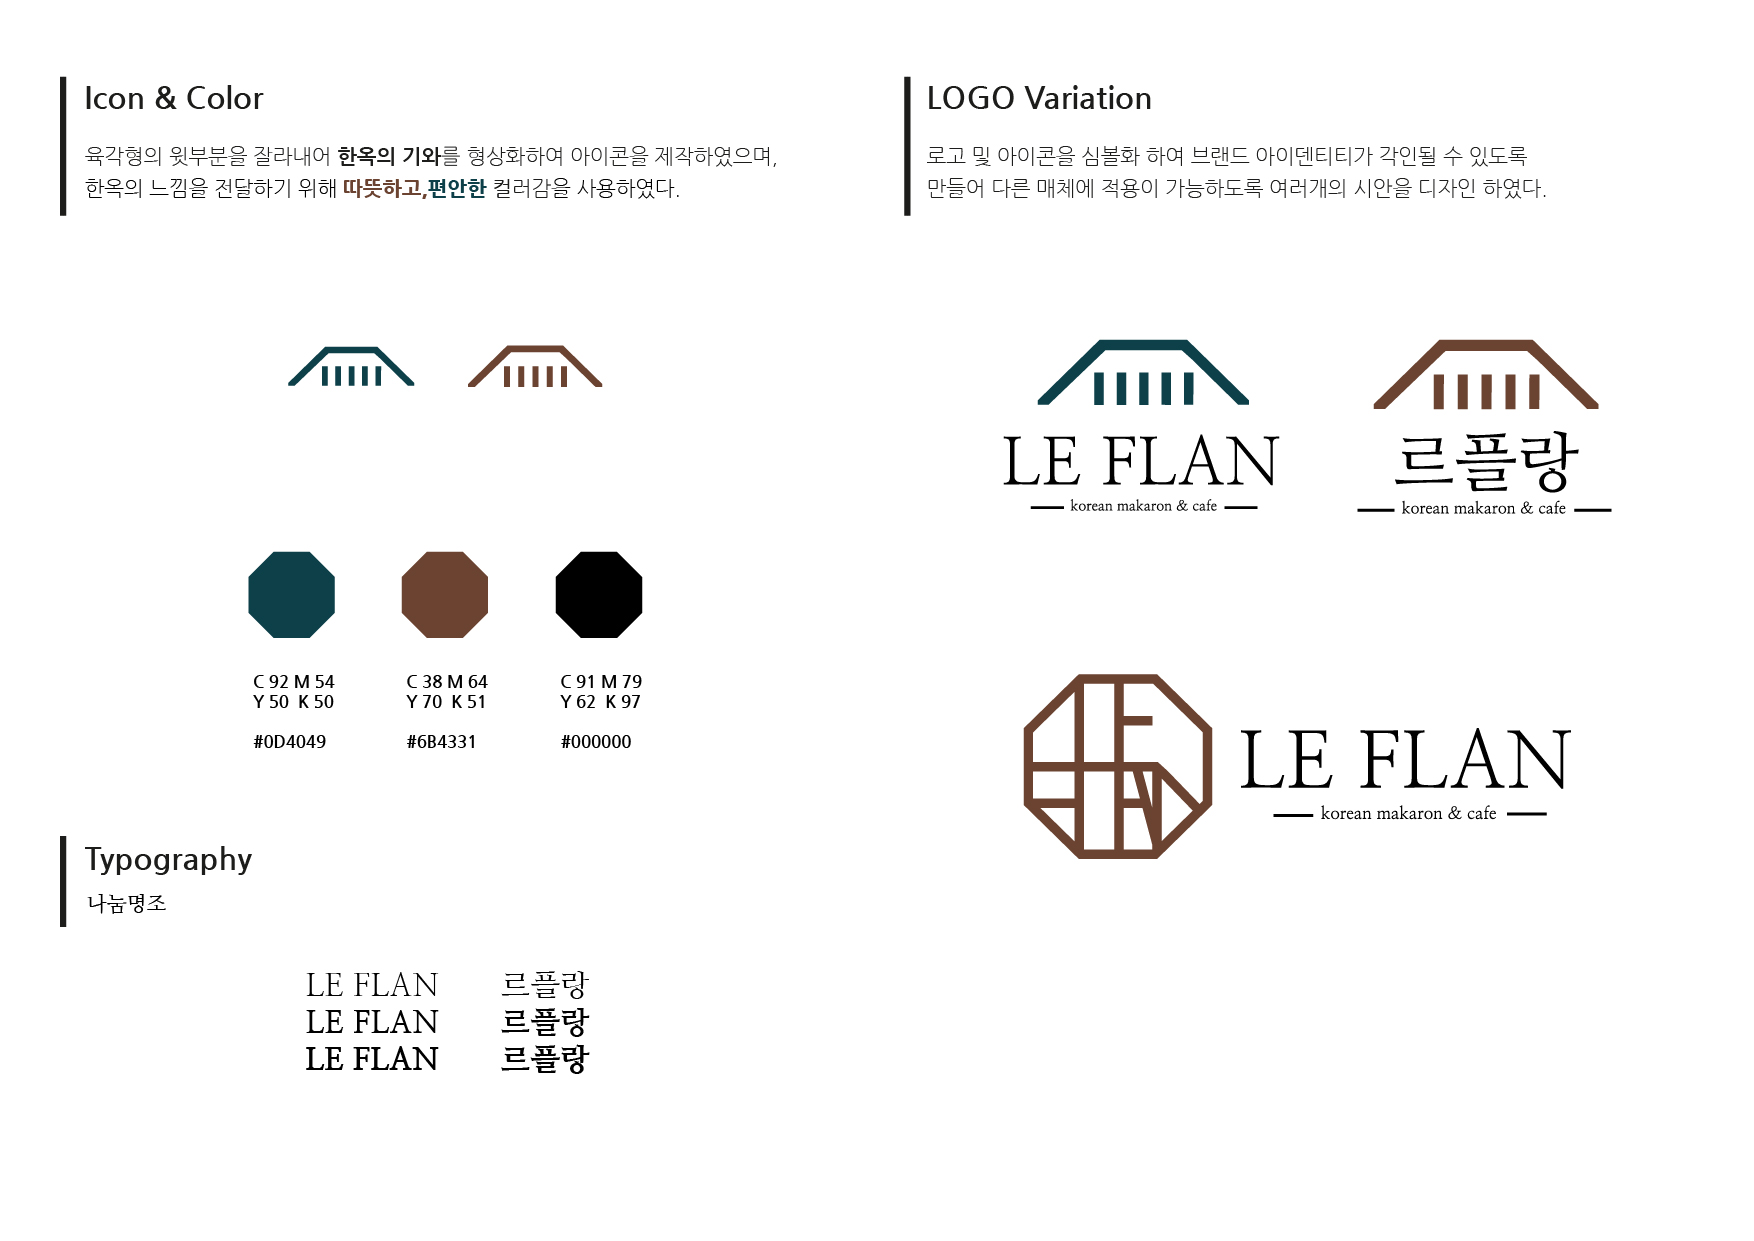 Icon & Color
육각형의 윗부분을 잘라내어 한옥의 기와를 형상화하여 아이콘을 제작하였으며,
한옥의 느낌을 전달하기 위해 따뜻하고,편안한 컬러감을 사용하였다.
C 92 M 54
Y 50 K 50
#0D4049
C 38 M 64
Y 70 K 51
#6B4331
C 91 M 79
Y 62 K 97
#000000
Typography
나눔명조
LE FLAN 르플랑
LE FLAN 르플랑
LE FLAN 르플랑
LOGO Variation
로고 및 아이콘을 심볼화 하여 브랜드 아이덴티티가 각인될 수 있도록
만들어 다른 매체에 적용이 가능하도록 여러개의 시안을 디자인 하였다.
LE FLAN
korean makaron & cafe
르플랑
korean makaron & cafe
LE FLAN
korean makaron & cafe